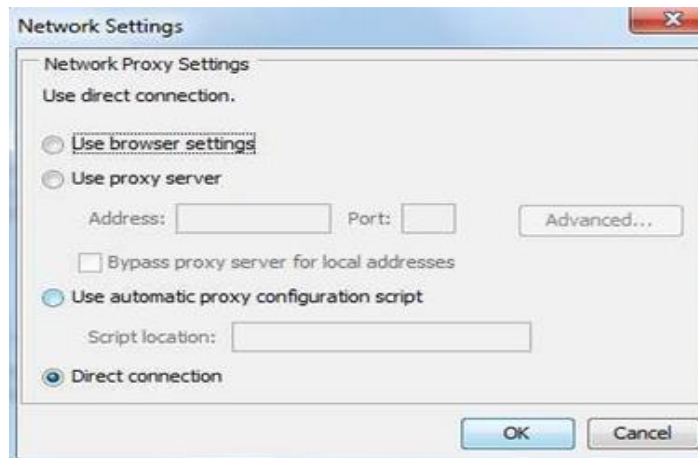 Network Settings
Network Proxy Settings
Use direct connection.
Use browser settings
Use proxy server
Address: Port: Advanced...
Bypass proxy server for local addresses
Use automatic proxy configuration script
Script location:
Direct connection
OK Cancel